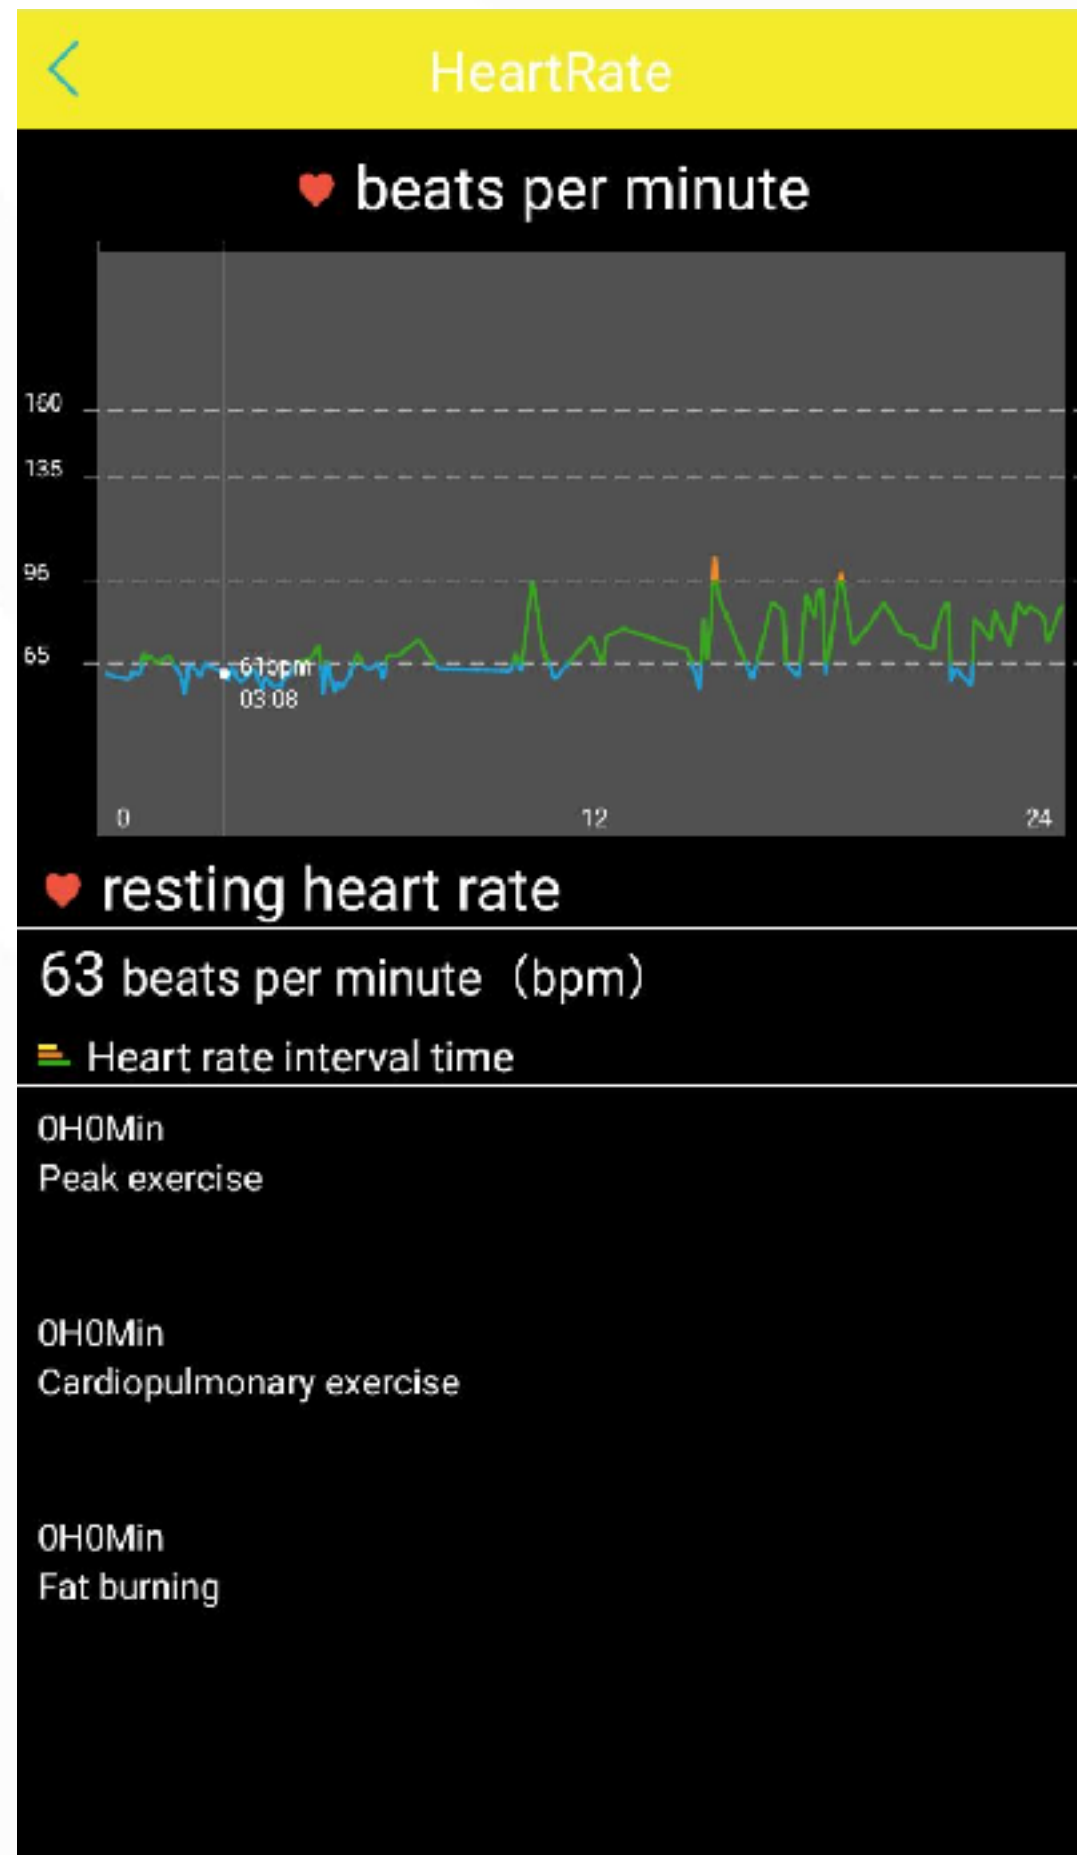 HeartRate
beats per minute
160
135
95
65
61bpm
03:08
0 12 24
resting heart rate
63 beats per minute (bpm)
Heart rate interval time
0H0Min
Peak exercise
0H0Min
Cardiopulmonary exercise
0H0Min
Fat burning